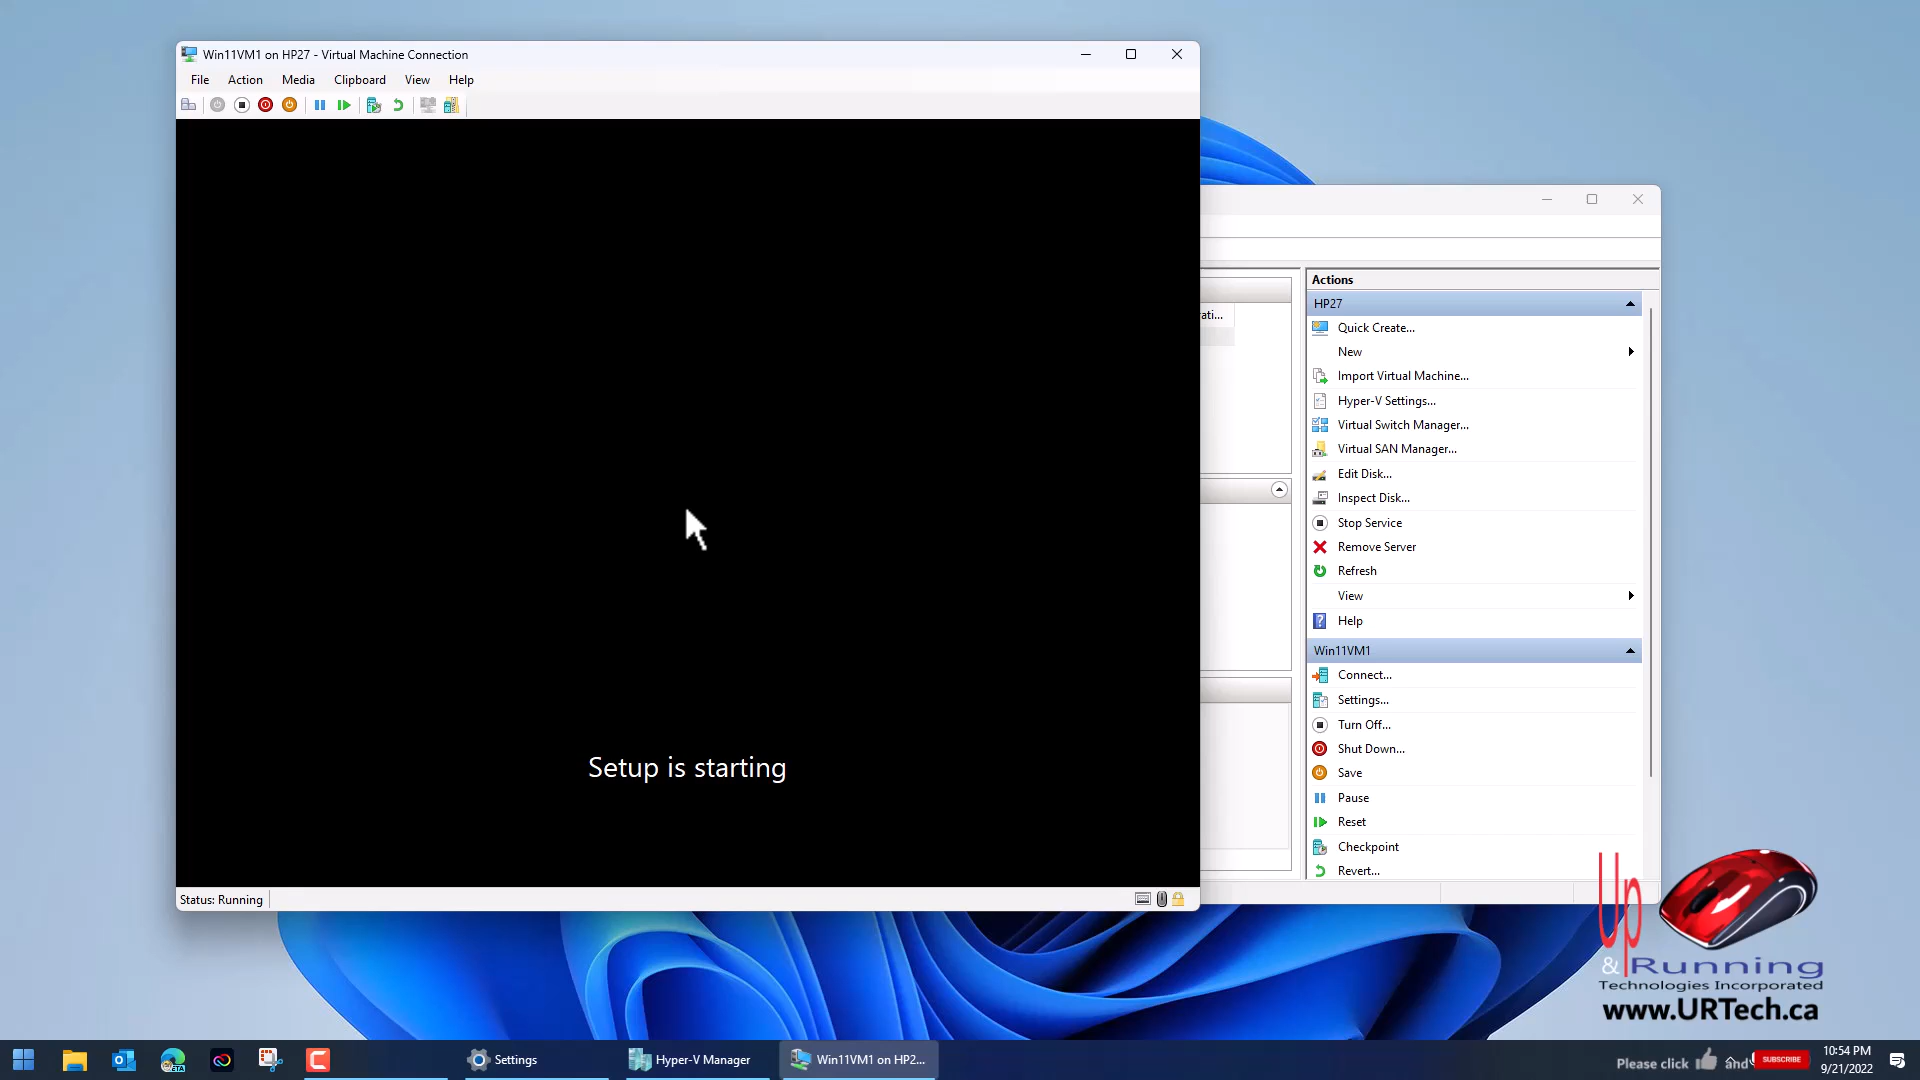 Win11VM1 on HP27 - Virtual Machine Connection
File Action Media Clipboard View Help
Setup is starting
Status: Running
ati...
Actions
HP27
Quick Create...
New
Import Virtual Machine...
Hyper-V Settings...
Virtual Switch Manager...
Virtual SAN Manager...
Edit Disk...
Inspect Disk...
Stop Service
Remove Server
Refresh
View
Help
Win11VM1
Connect...
Settings...
Turn Off...
Shut Down...
Save
Pause
Reset
Checkpoint
Revert...
Up
& Running
Technologies Incorporated
www.URTech.ca
BETA
Settings
Hyper-V Manager
Win11VM1 on HP2...
Please click and SUBSCRIBE
10:54 PM
9/21/2022